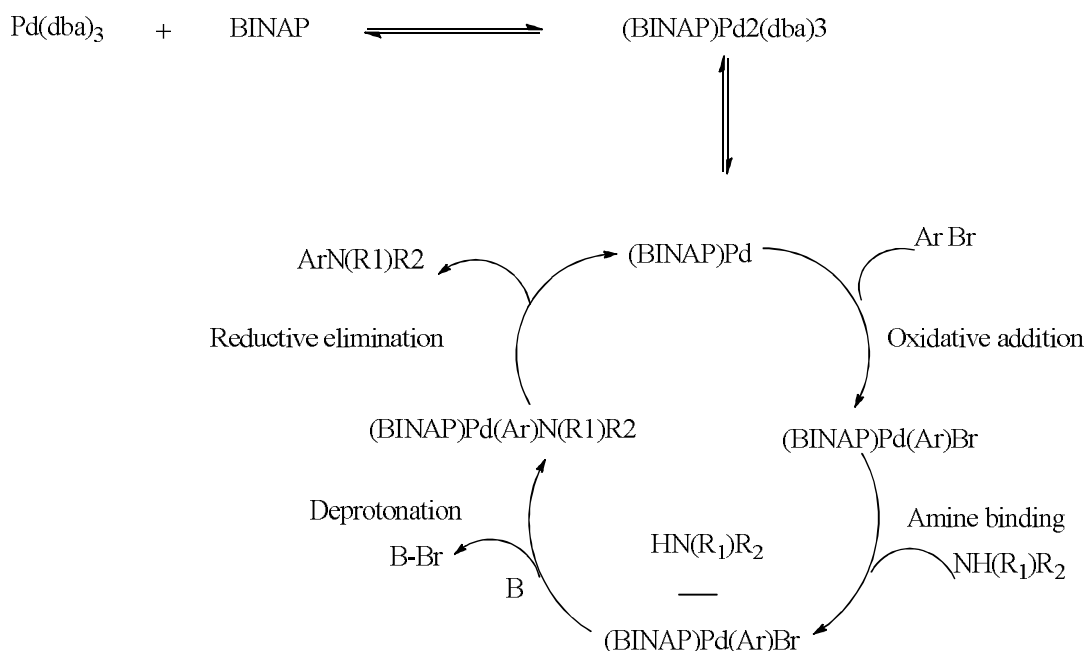 Pd(dba)3 + BINAP (BINAP)Pd2(dba)3
ArN(R1)R2
(BINAP)Pd
Ar Br
Reductive elimination
Oxidative addition
(BINAP)Pd(Ar)N(R1)R2
(BINAP)Pd(Ar)Br
Deprotonation
Amine binding
B-Br
B
HN(R1)R2
NH(R1)R2
(BINAP)Pd(Ar)Br